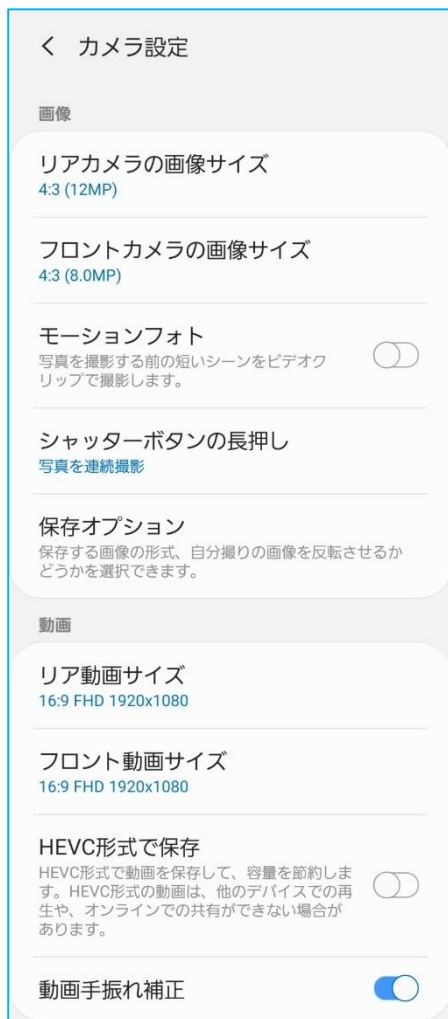 カメラ設定
画像
リアカメラの画像サイズ
4:3 (12MP)
フロントカメラの画像サイズ
4:3 (8.0MP)
モーションフォト
写真を撮影する前の短いシーンをビデオク
リップで撮影します。
シャッターボタンの長押し
写真を連続撮影
保存オプション
保存する画像の形式、自分撮りの画像を反転させるか
どうかを選択できます。
動画
リア動画サイズ
16:9 FHD 1920x1080
フロント動画サイズ
16:9 FHD 1920x1080
HEVC形式で保存
HEVC形式で動画を保存して、容量を節約しま
す。HEVC形式の動画は、他のデバイスでの再
生や、オンラインでの共有ができない場合が
あります。
動画手振れ補正